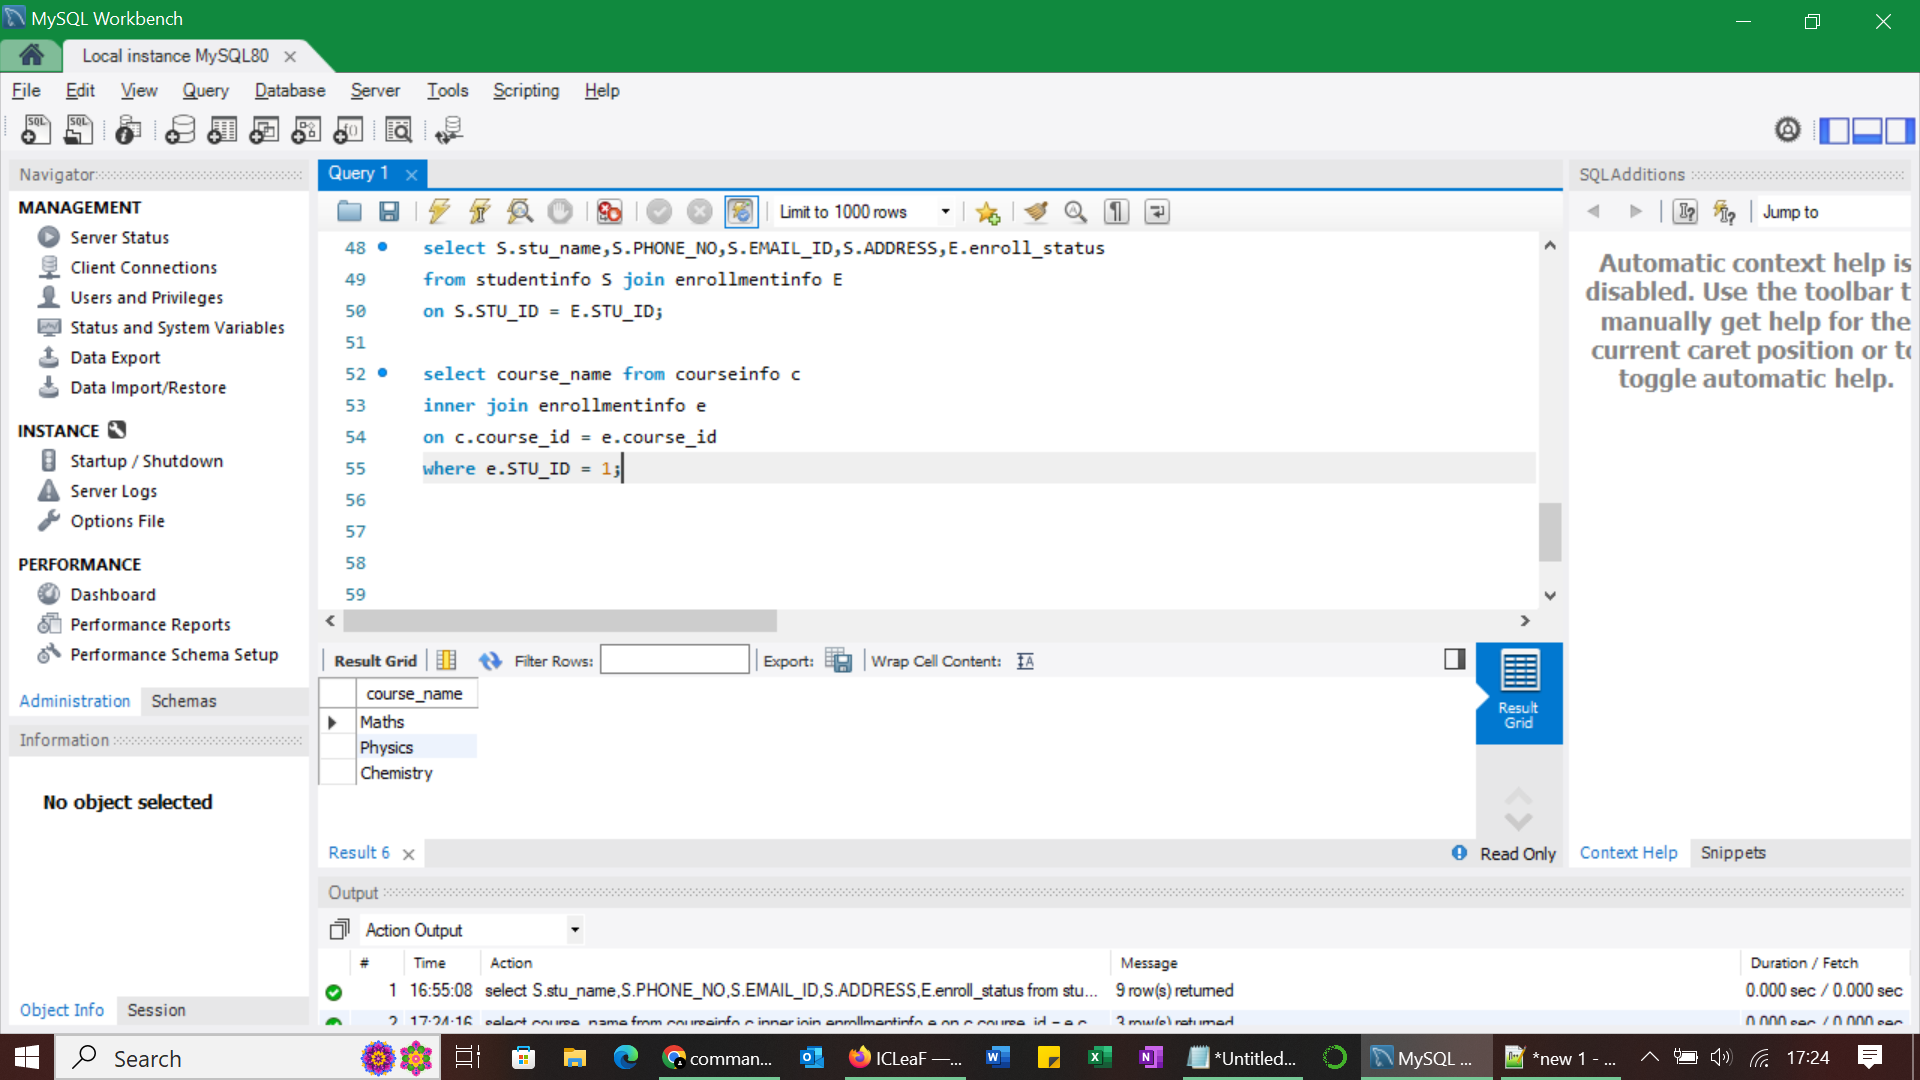 MySQL Workbench
Local instance MySQL80
File Edit View Query Database Server Tools Scripting Help
Navigator
MANAGEMENT
Server Status
Client Connections
Users and Privileges
Status and System Variables
Data Export
Data Import/Restore
INSTANCE
Startup / Shutdown
Server Logs
Options File
PERFORMANCE
Dashboard
Performance Reports
Performance Schema Setup
Administration Schemas
Information
No object selected
Object Info Session
Query 1
Limit to 1000 rows
48 select S.stu_name,S.PHONE_NO,S.EMAIL_ID,S.ADDRESS,E.enroll_status
49 from studentinfo S join enrollmentinfo E
50 on S.STU_ID = E.STU_ID;
51
52 select course_name from courseinfo c
53 inner join enrollmentinfo e
54 on c.course_id = e.course_id
55 where e.STU_ID = 1;
56
57
58
59
Result Grid Filter Rows: Export: Wrap Cell Content:
course_name
Maths
Physics
Chemistry
Result Grid
Result 6 Read Only
SQLAdditions
Jump to
Automatic context help is
disabled. Use the toolbar t
manually get help for the
current caret position or to
toggle automatic help.
Context Help Snippets
Output
Action Output
# Time Action Message Duration / Fetch
1 16:55:08 select S.stu_name,S.PHONE_NO,S.EMAIL_ID,S.ADDRESS,E.enroll_status from stu... 9 row(s) returned 0.000 sec / 0.000 sec
2 17:24:16 select course_name from courseinfo c inner join enrollmentinfo e on c.course_id = e.c... 3 row(s) returned 0.000 sec / 0.000 sec
Search comman... ICLeaF —... *Untitled... MySQL ... *new 1 - ... 17:24